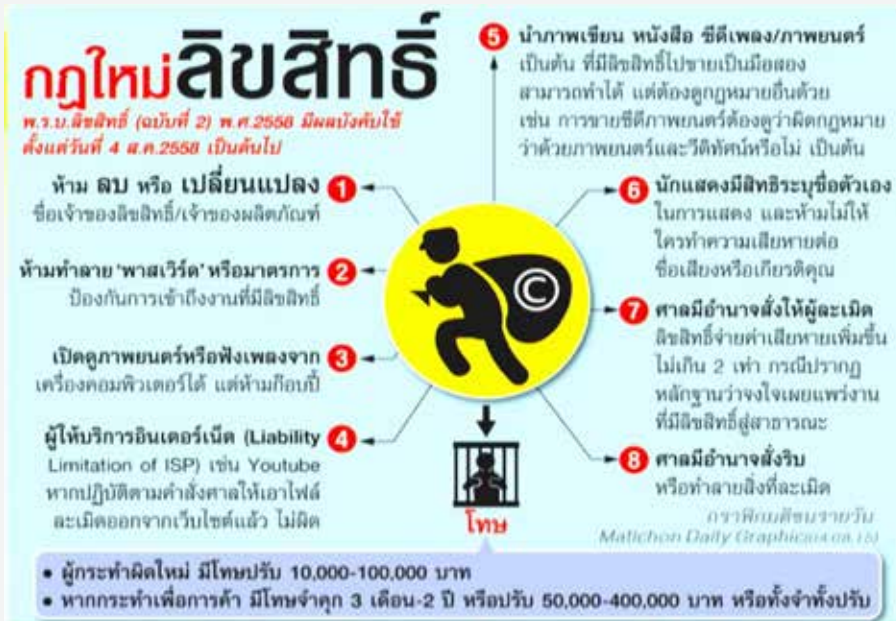 กฎใหม่ลิขสิทธิ์
พ.ร.บ.ลิขสิทธิ์ (ฉบับที่ 2) พ.ศ.2558 มีผลบังคับใช้
ตั้งแต่วันที่ 4 ส.ค.2558 เป็นต้นไป
ห้าม ลบ หรือ เปลี่ยนแปลง 1
ชื่อเจ้าของลิขสิทธิ์/เจ้าของผลิตภัณฑ์
ห้ามทำลาย 'พาสเวิร์ด' หรือมาตรการ 2
ป้องกันการเข้าถึงงานที่มีลิขสิทธิ์
เปิดดูภาพยนตร์หรือฟังเพลงจาก 3
เครื่องคอมพิวเตอร์ได้ แต่ห้ามก๊อบปี้
ผู้ให้บริการอินเตอร์เน็ต (Liability 4
Limitation of ISP) เช่น Youtube
หากปฏิบัติตามคำสั่งศาลให้เอาไฟล์
ละเมิดออกจากเว็บไซต์แล้ว ไม่ผิด
5 นำภาพเขียน หนังสือ ซีดีเพลง/ภาพยนตร์
เป็นต้น ที่มีลิขสิทธิ์ไปขายเป็นมือสอง
สามารถทำได้ แต่ต้องดูกฎหมายอื่นด้วย
เช่น การขายซีดีภาพยนตร์ต้องดูว่าผิดกฎหมาย
ว่าด้วยภาพยนตร์และวีดิทัศน์หรือไม่ เป็นต้น
6 นักแสดงมีสิทธิระบุชื่อตัวเอง
ในการแสดง และห้ามไม่ให้
ใครทำความเสียหายต่อ
ชื่อเสียงหรือเกียรติคุณ
©
7 ศาลมีอำนาจสั่งให้ผู้ละเมิด
ลิขสิทธิ์จ่ายค่าเสียหายเพิ่มขึ้น
ไม่เกิน 2 เท่า กรณีปรากฏ
หลักฐานว่าจงใจเผยแพร่งาน
ที่มีลิขสิทธิ์สู่สาธารณะ
8 ศาลมีอำนาจสั่งริบ
หรือทำลายสิ่งที่ละเมิด
กราฟิกมติชนรายวัน
Matichon Daily Graphic
โทษ
• ผู้กระทำผิดใหม่ มีโทษปรับ 10,000-100,000 บาท
• หากกระทำเพื่อการค้า มีโทษจำคุก 3 เดือน-2 ปี หรือปรับ 50,000-400,000 บาท หรือทั้งจำทั้งปรับ